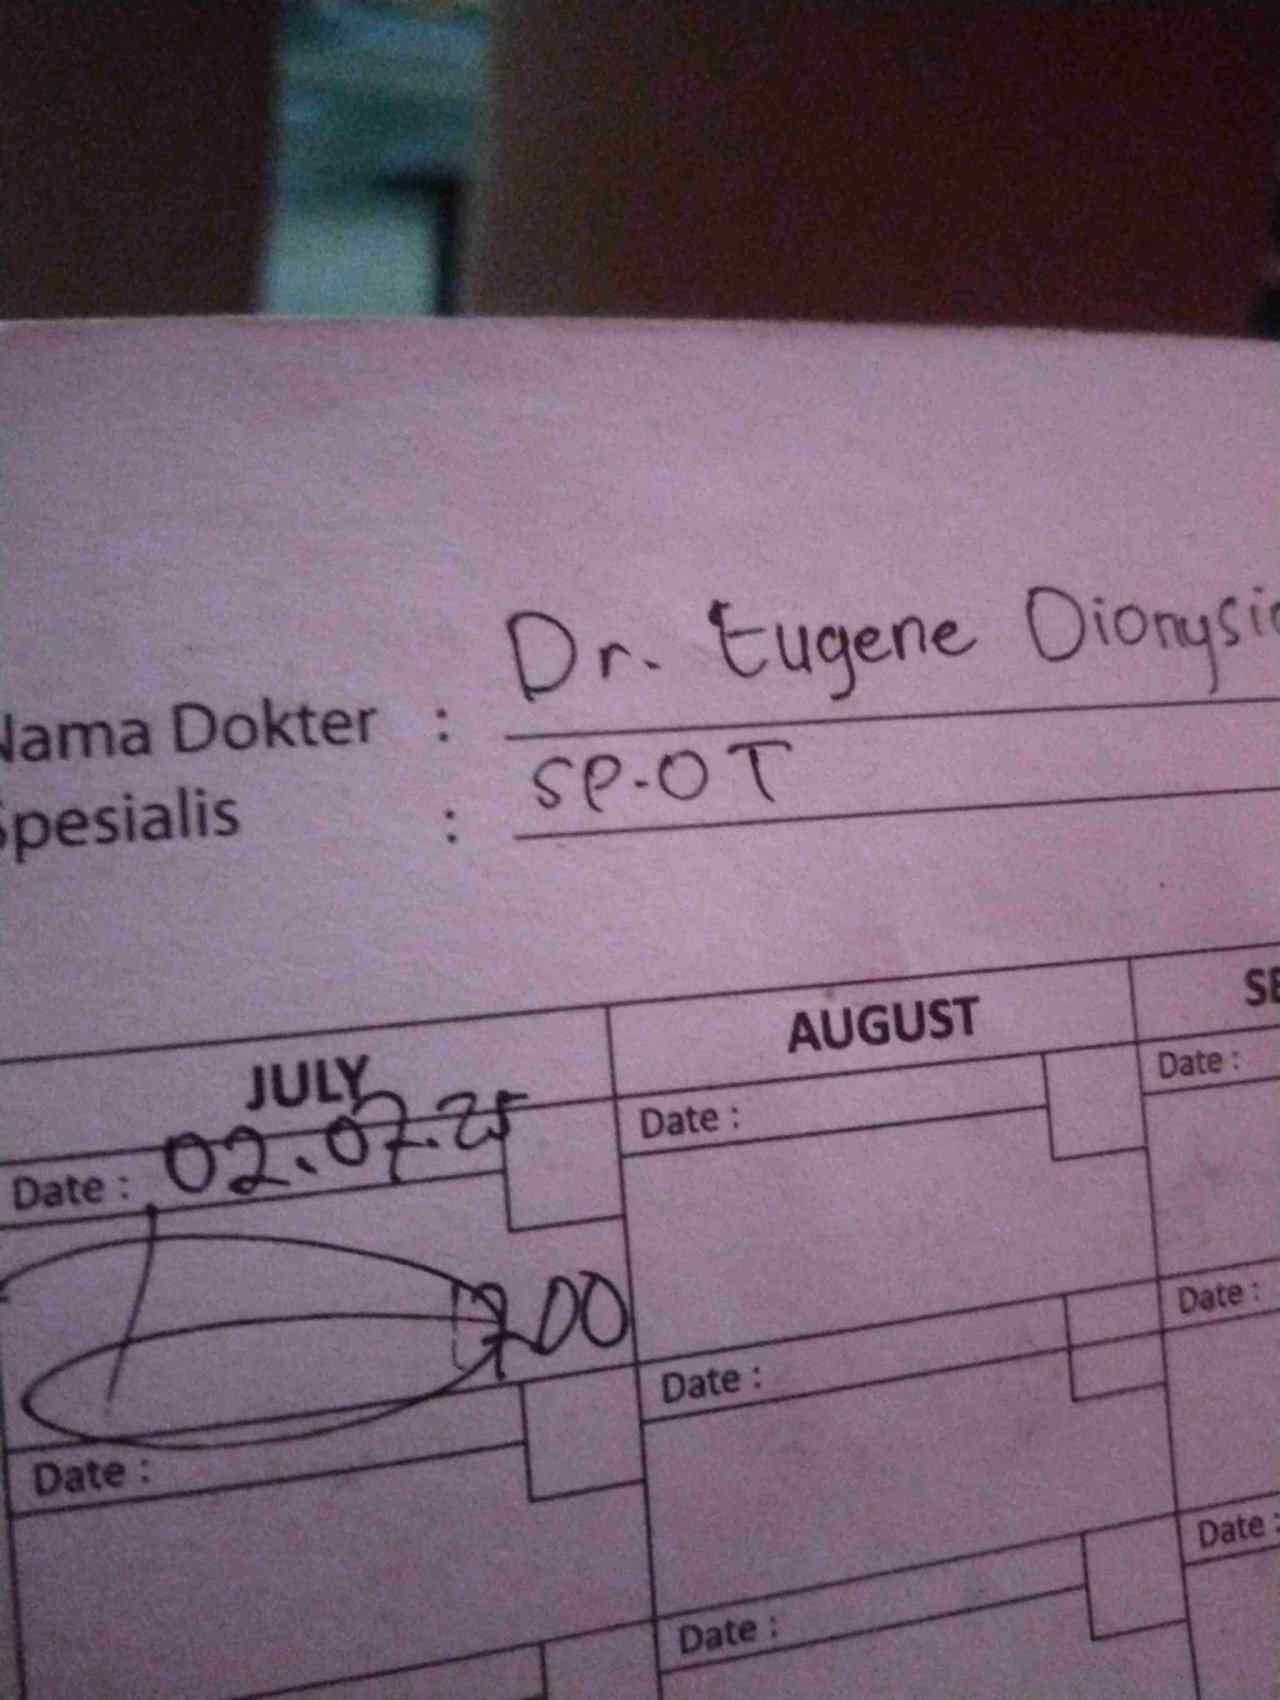 Nama Dokter : Dr. Eugene Dionysio
Spesialis : SP.OT
JULY AUGUST
Date : 02.07.25 Date : Date :
Date : Date : Date :
Date : Date :